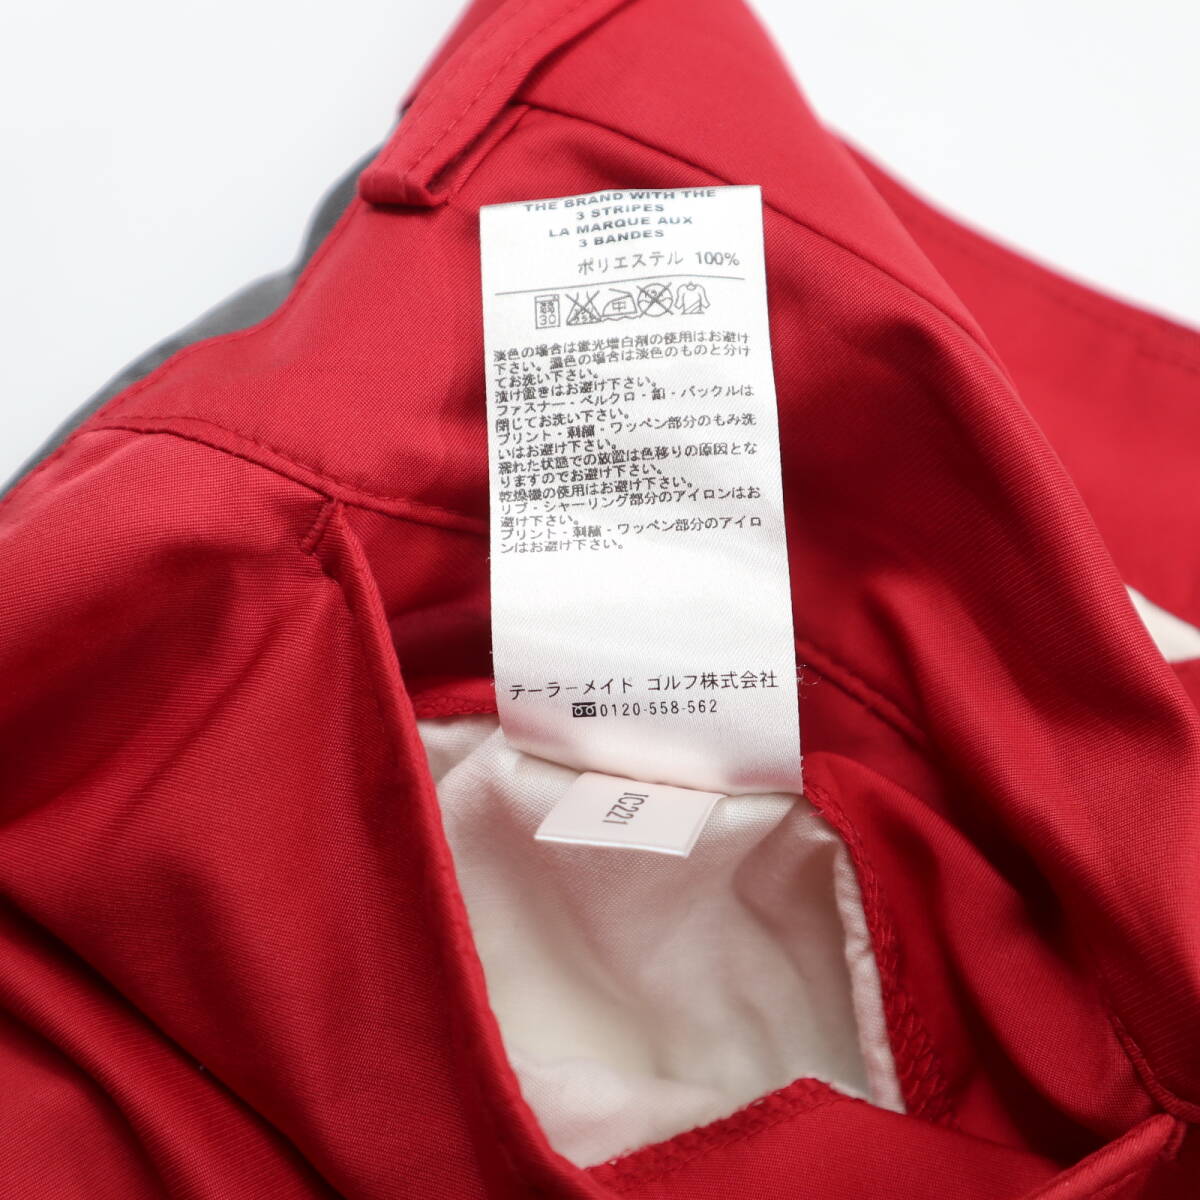 THE BRAND WITH THE
3 STRIPES
LA MARQUE AUX
3 BANDES
ポリエステル 100%
30
中
淡色の場合は蛍光増白剤の使用はお避け
下さい。濃色の場合は淡色のものと分け
てお洗い下さい。
漬け置きはお避け下さい。
ファスナー・ベルクロ・釦・バックルは
閉じてお洗い下さい。
プリント・刺繍・ワッペン部分のもみ洗
いはお避け下さい。
濡れた状態での放置は色移りの原因とな
りますのでお避け下さい。
乾燥機の使用はお避け下さい。
リブ・シャーリング部分のアイロンはお
避け下さい。
プリント・刺繍・ワッペン部分のアイロ
ンはお避け下さい。
テーラーメイド ゴルフ株式会社
0120-558-562
IC221